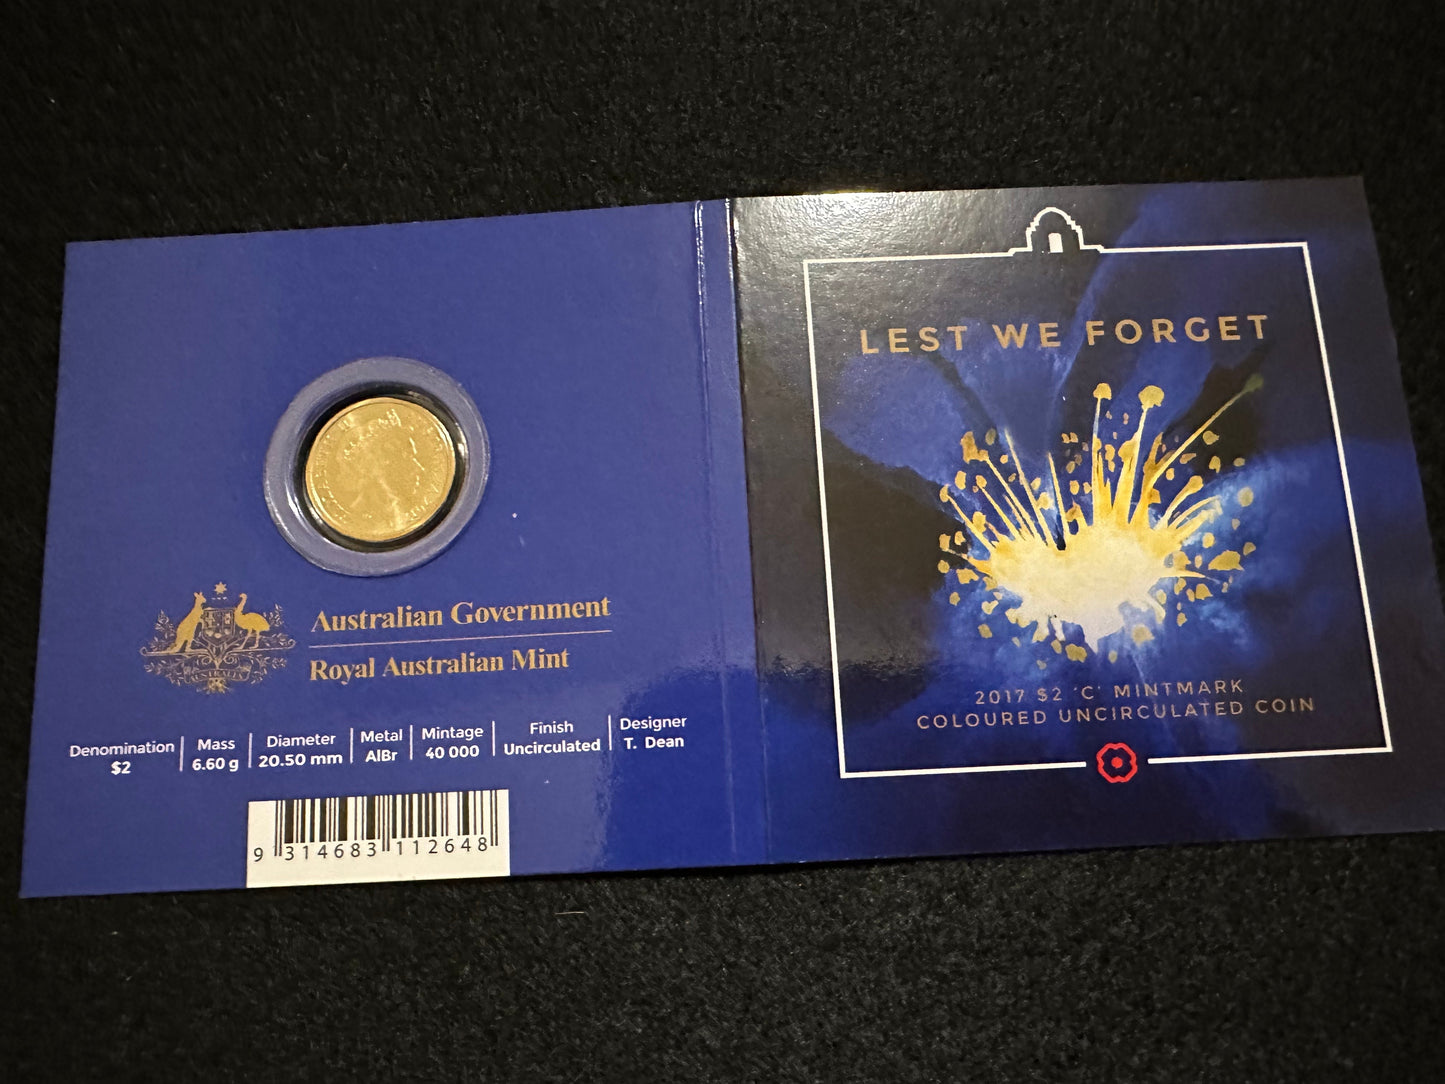 Australian Government
Royal Australian Mint
AUSTRALIA
Denomination
$2
Mass
6.60 g
Diameter
20.50 mm
Metal
AlBr
Mintage
40 000
Finish
Uncirculated
Designer
T. Dean
9 314683 112648
LEST WE FORGET
2017 $2 'C' MINTMARK
COLOURED UNCIRCULATED COIN